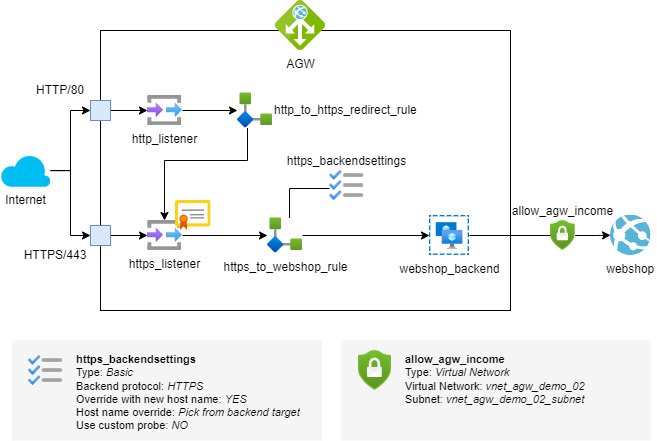 AGW
HTTP/80
http_to_https_redirect_rule
http_listener
https_backendsettings
Internet
allow_agw_income
HTTPS/443
https_listener
https_to_webshop_rule
webshop_backend
webshop
https_backendsettings
Type: Basic
Backend protocol: HTTPS
Override with new host name: YES
Host name override: Pick from backend target
Use custom probe: NO
allow_agw_income
Type: Virtual Network
Virtual Network: vnet_agw_demo_02
Subnet: vnet_agw_demo_02_subnet